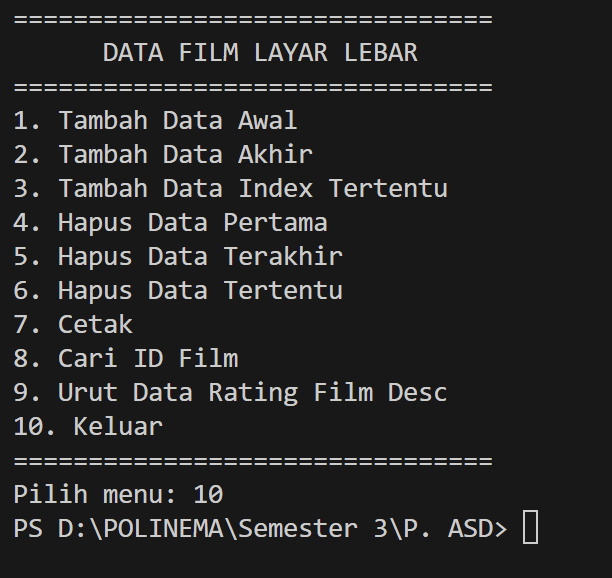 ================================
      DATA FILM LAYAR LEBAR
================================
1. Tambah Data Awal
2. Tambah Data Akhir
3. Tambah Data Index Tertentu
4. Hapus Data Pertama
5. Hapus Data Terakhir
6. Hapus Data Tertentu
7. Cetak
8. Cari ID Film
9. Urut Data Rating Film Desc
10. Keluar
================================
Pilih menu: 10
PS D:\POLINEMA\Semester 3\P. ASD>